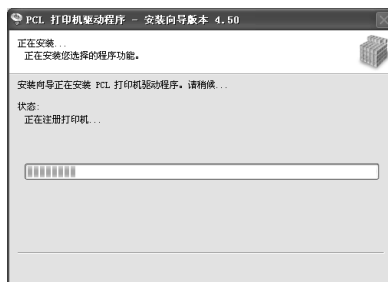 PCL 打印机驱动程序 - 安装向导版本 4.50
正在安装...
正在安装您选择的程序功能。
安装向导正在安装 PCL 打印机驱动程序。请稍候...
状态:
正在注册打印机...